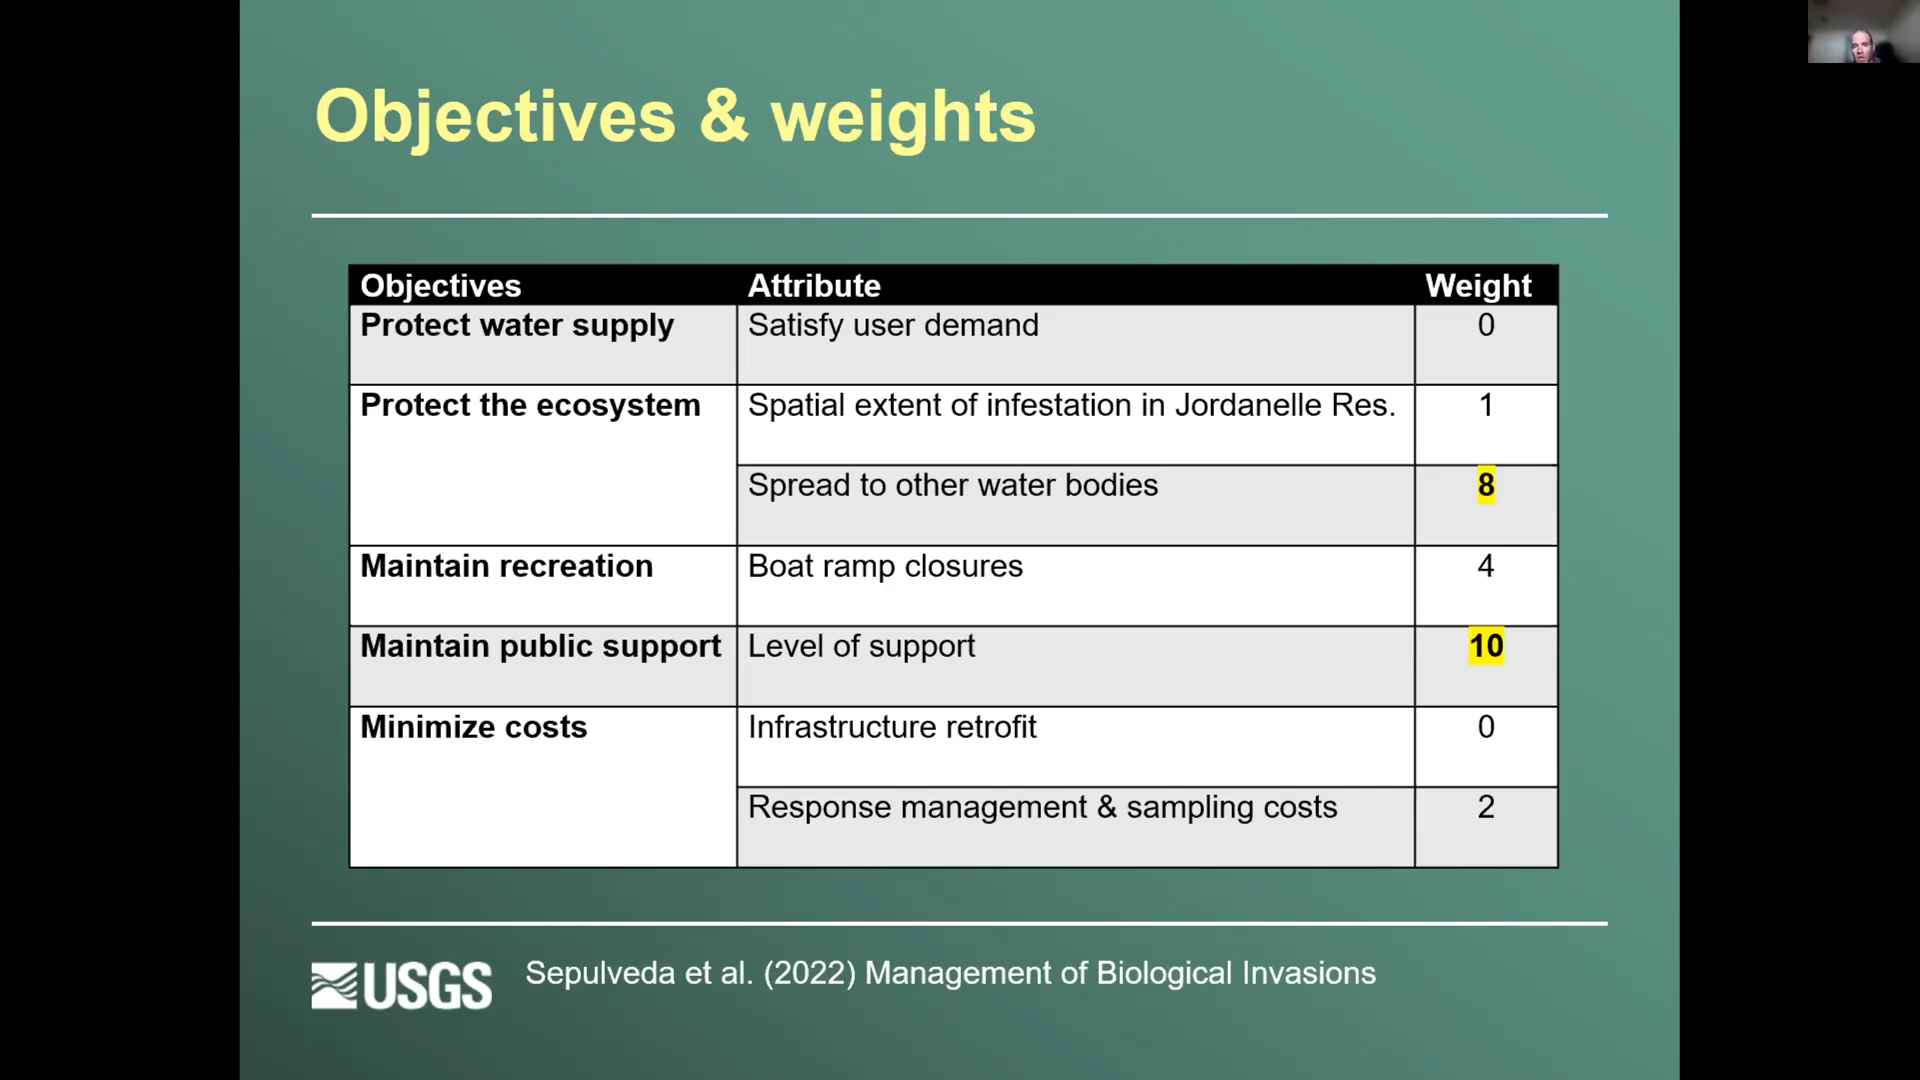 Objectives & weights
Objectives Attribute Weight
Protect water supply Satisfy user demand 0
Protect the ecosystem Spatial extent of infestation in Jordanelle Res. 1
Spread to other water bodies 8
Maintain recreation Boat ramp closures 4
Maintain public support Level of support 10
Minimize costs Infrastructure retrofit 0
Response management & sampling costs 2
USGS Sepulveda et al. (2022) Management of Biological Invasions